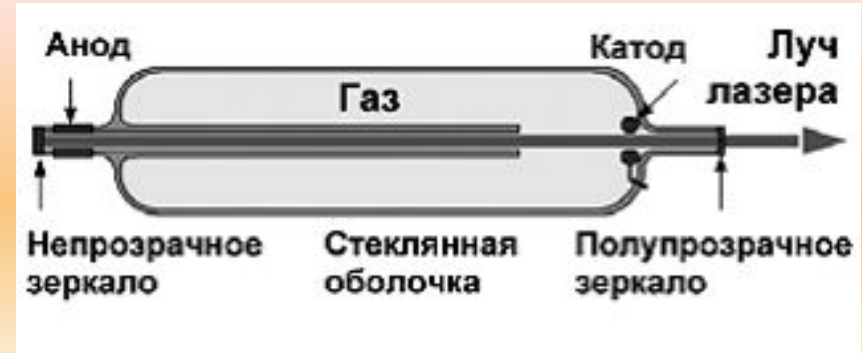 Анод
Катод
Луч
лазера
Газ
Непрозрачное
зеркало
Стеклянная
оболочка
Полупрозрачное
зеркало